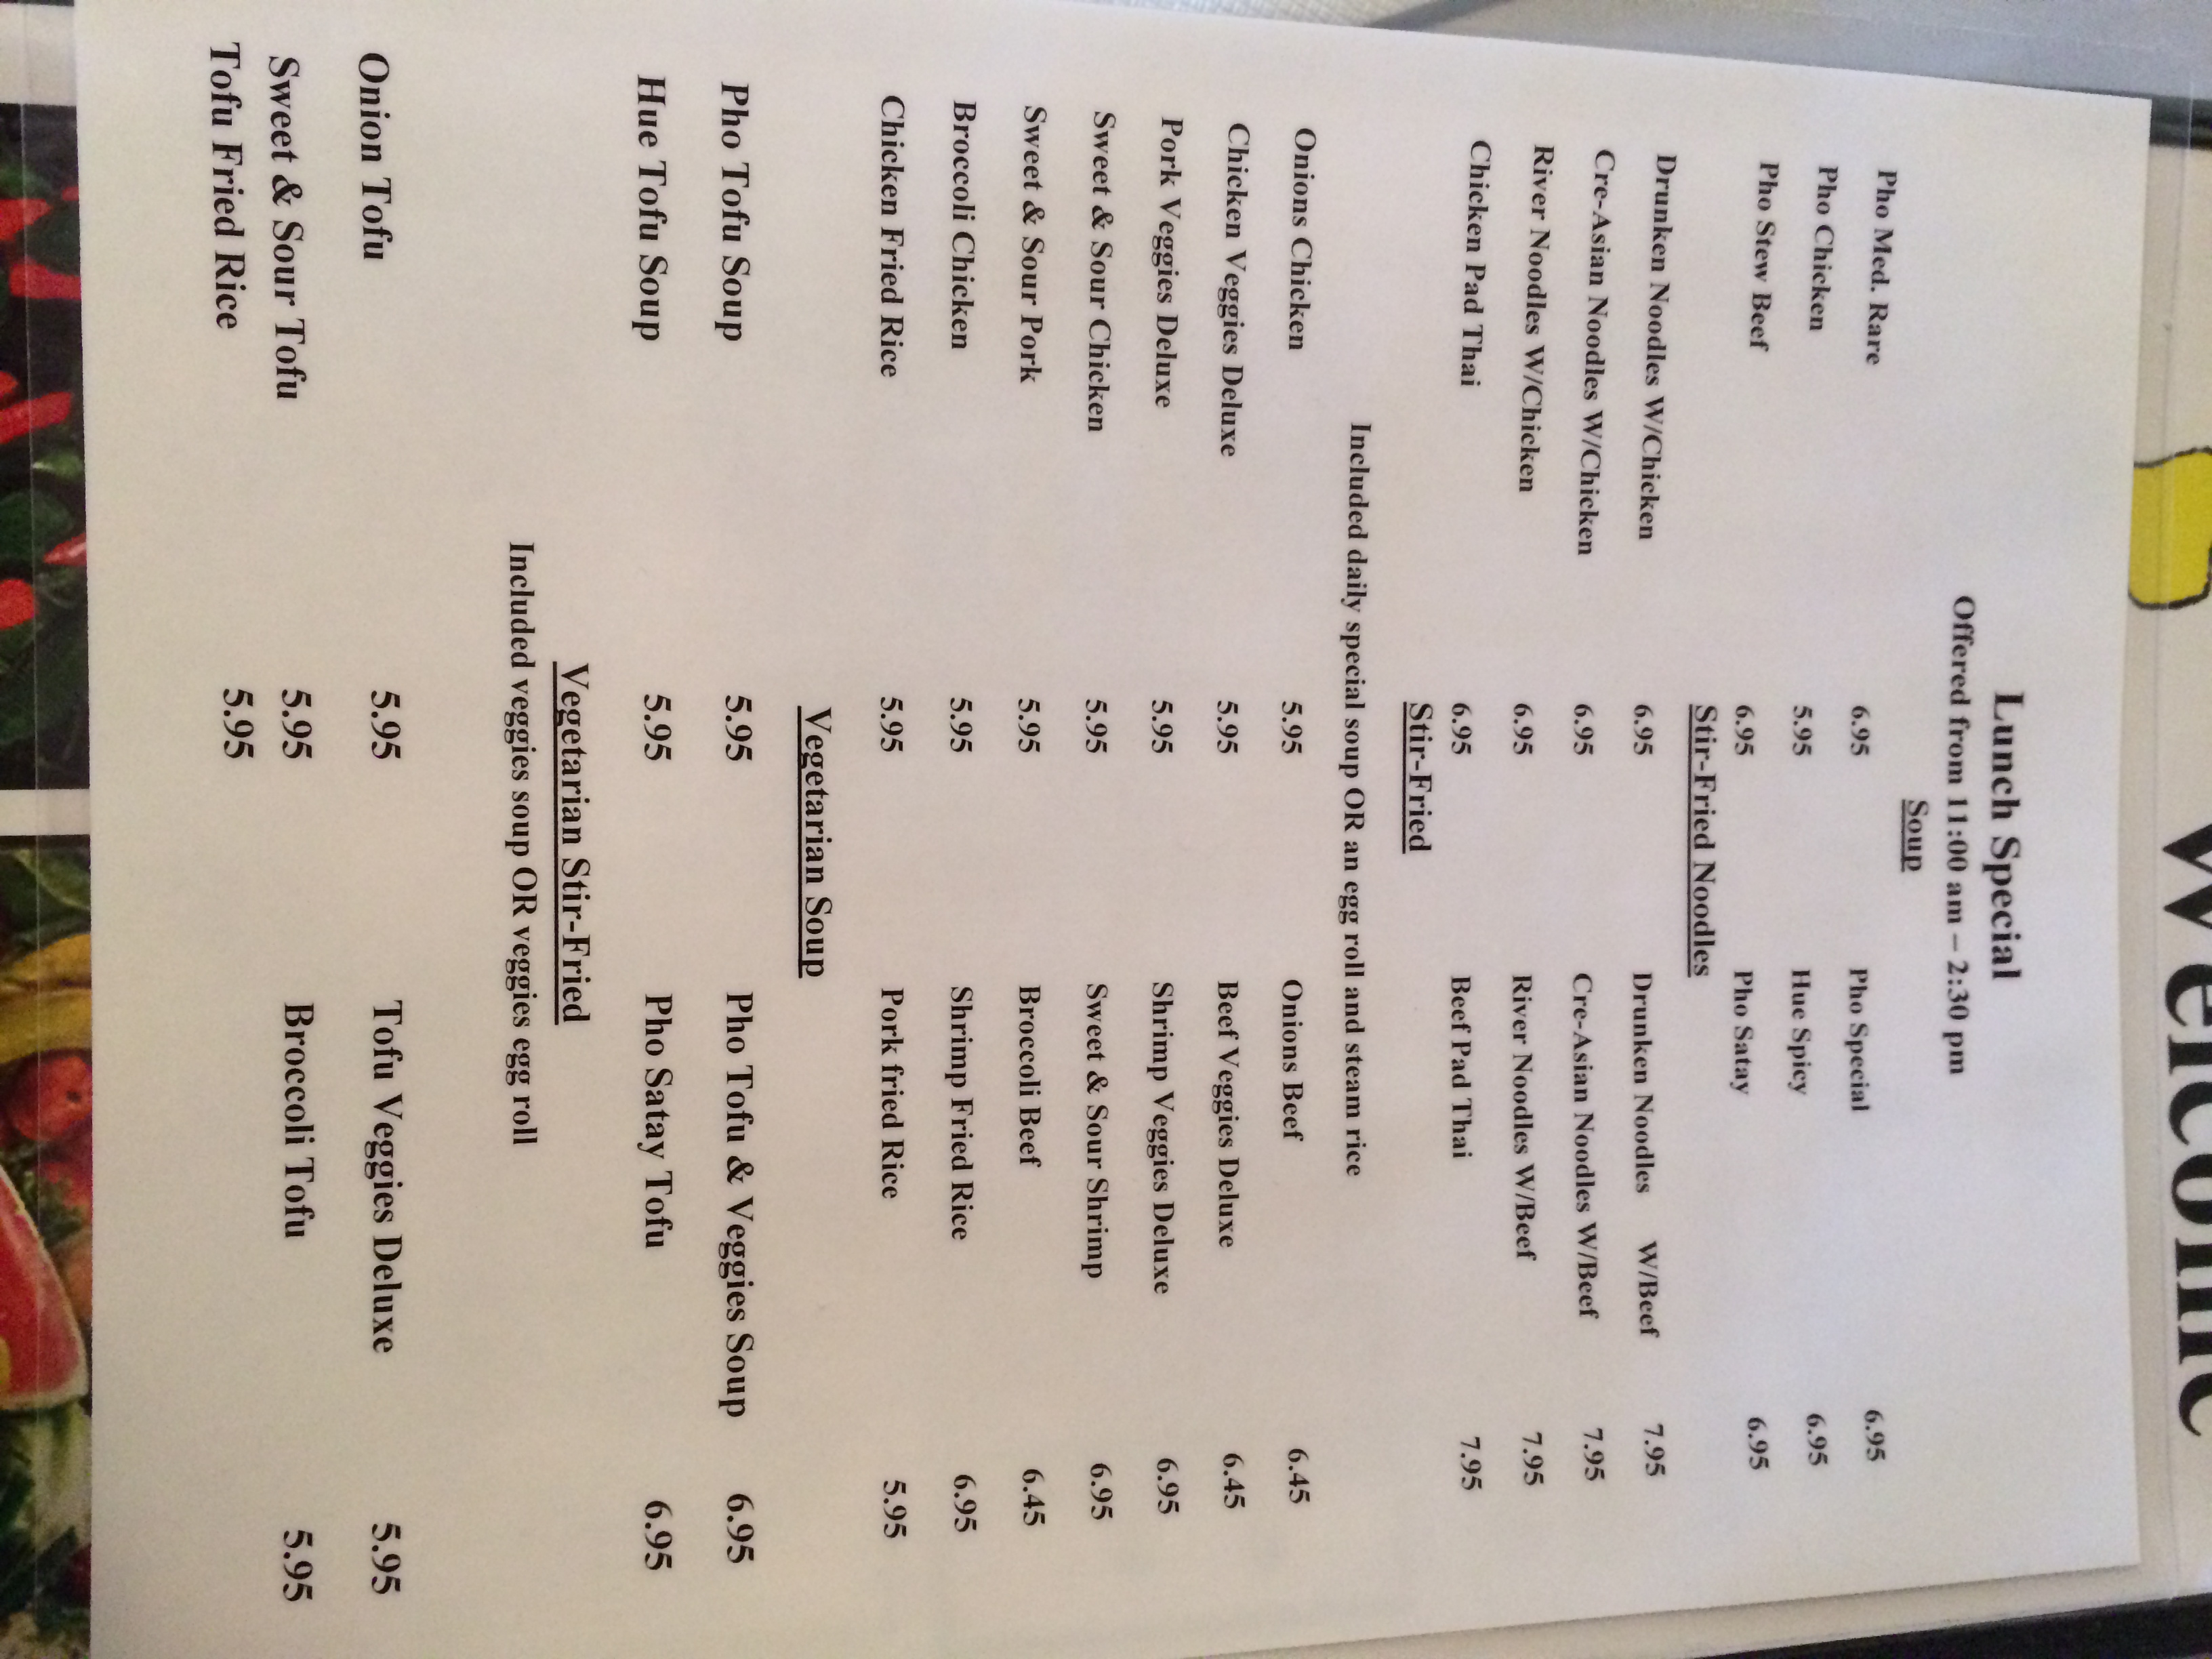 Welcome
Lunch Special
Offered from 11:00 am – 2:30 pm
Soup
Pho Med. Rare 6.95 Pho Special 6.95
Pho Chicken 5.95 Hue Spicy 6.95
Pho Stew Beef 6.95 Pho Satay 6.95
Stir-Fried Noodles
Drunken Noodles W/Chicken 6.95 Drunken Noodles W/Beef 7.95
Cre-Asian Noodles W/Chicken 6.95 Cre-Asian Noodles W/Beef 7.95
River Noodles W/Chicken 6.95 River Noodles W/Beef 7.95
Chicken Pad Thai 6.95 Beef Pad Thai 7.95
Stir-Fried
Included daily special soup OR an egg roll and steam rice
Onions Chicken 5.95 Onions Beef 6.45
Chicken Veggies Deluxe 5.95 Beef Veggies Deluxe 6.45
Pork Veggies Deluxe 5.95 Shrimp Veggies Deluxe 6.95
Sweet & Sour Chicken 5.95 Sweet & Sour Shrimp 6.95
Sweet & Sour Pork 5.95 Broccoli Beef 6.45
Broccoli Chicken 5.95 Shrimp Fried Rice 6.95
Chicken Fried Rice 5.95 Pork fried Rice 5.95
Vegetarian Soup
Pho Tofu Soup 5.95 Pho Tofu & Veggies Soup 6.95
Hue Tofu Soup 5.95 Pho Satay Tofu 6.95
Vegetarian Stir-Fried
Included veggies soup OR veggies egg roll
Onion Tofu 5.95 Tofu Veggies Deluxe 5.95
Sweet & Sour Tofu 5.95 Broccoli Tofu 5.95
Tofu Fried Rice 5.95